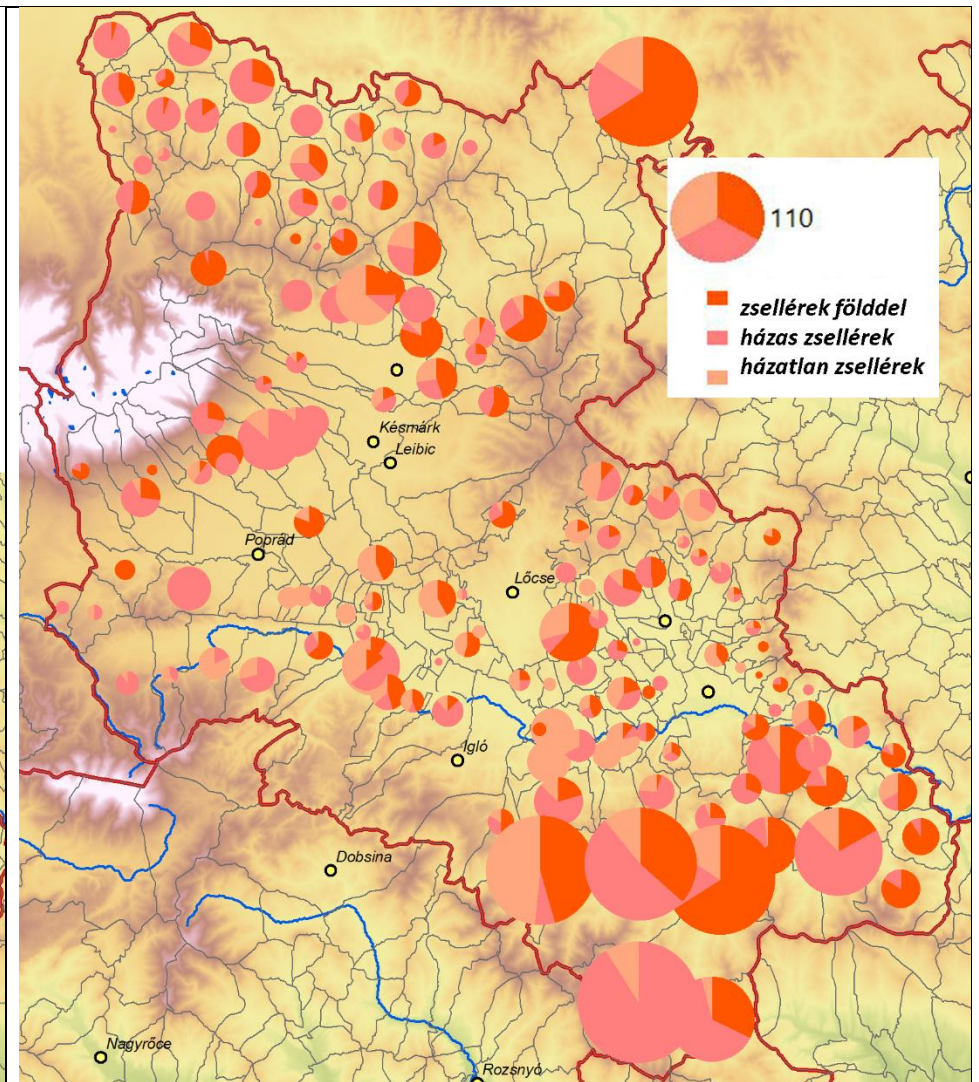 110
zsellérek földdel
házas zsellérek
házatlan zsellérek
Késmárk
Leibic
Poprád
Lőcse
Igló
Dobsina
Nagyrőce
Rozsnyó